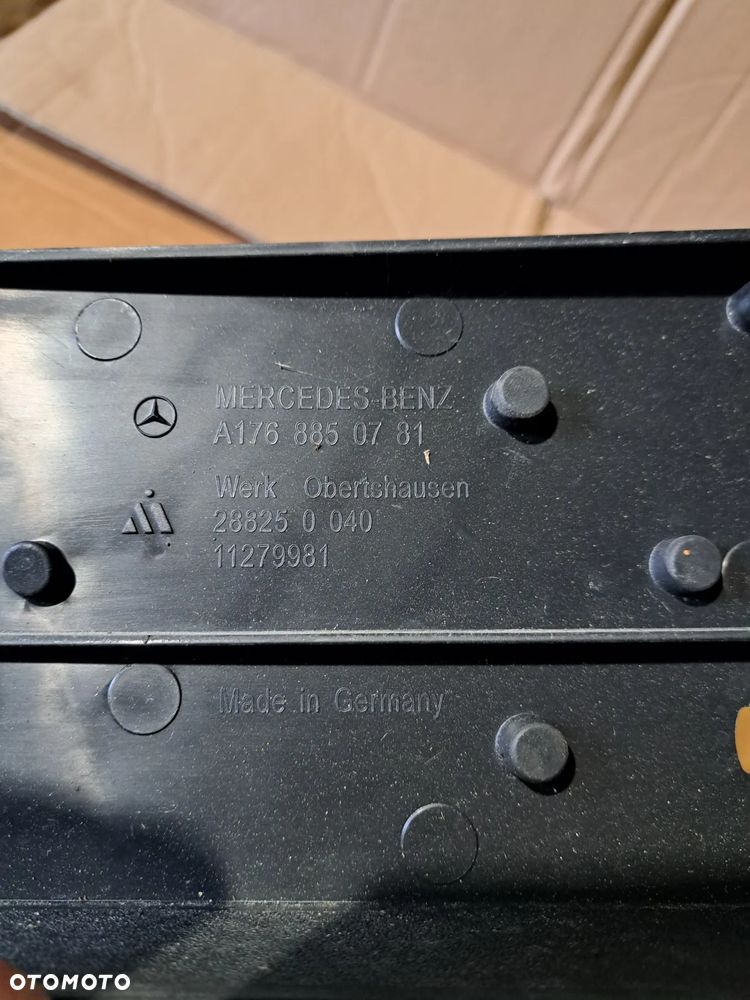 MERCEDES-BENZ
A176 885 07 81
Werk Obertshausen
28825 0 040
11279981
Made in Germany
OTOMOTO